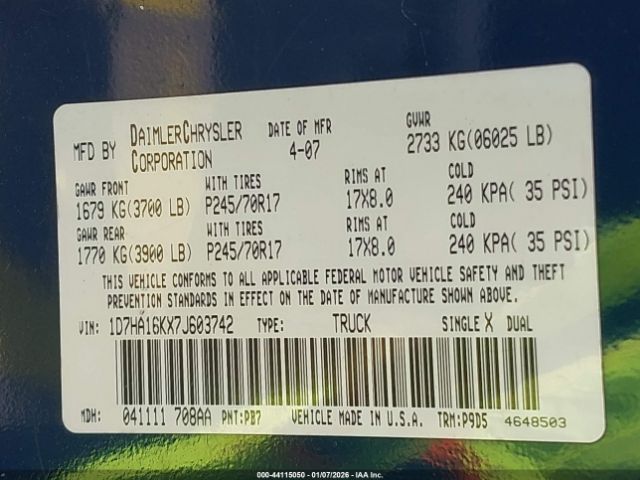 MFD BY DAIMLERCHRYSLER CORPORATION DATE OF MFR 4-07 GVWR 2733 KG(06025 LB)
GAWR FRONT WITH TIRES RIMS AT COLD
1679 KG(3700 LB) P245/70R17 17X8.0 240 KPA( 35 PSI)
GAWR REAR WITH TIRES RIMS AT COLD
1770 KG(3900 LB) P245/70R17 17X8.0 240 KPA( 35 PSI)
THIS VEHICLE CONFORMS TO ALL APPLICABLE FEDERAL MOTOR VEHICLE SAFETY AND THEFT
PREVENTION STANDARDS IN EFFECT ON THE DATE OF MANUFACTURE SHOWN ABOVE.
VIN: 1D7HA16KX7J603742 TYPE: TRUCK SINGLE X DUAL
MDH: 041111 708AA PNT:PB7 VEHICLE MADE IN U.S.A. TRM:P9D5 4648503
000-44115050 - 01/07/2026 - IAA Inc.